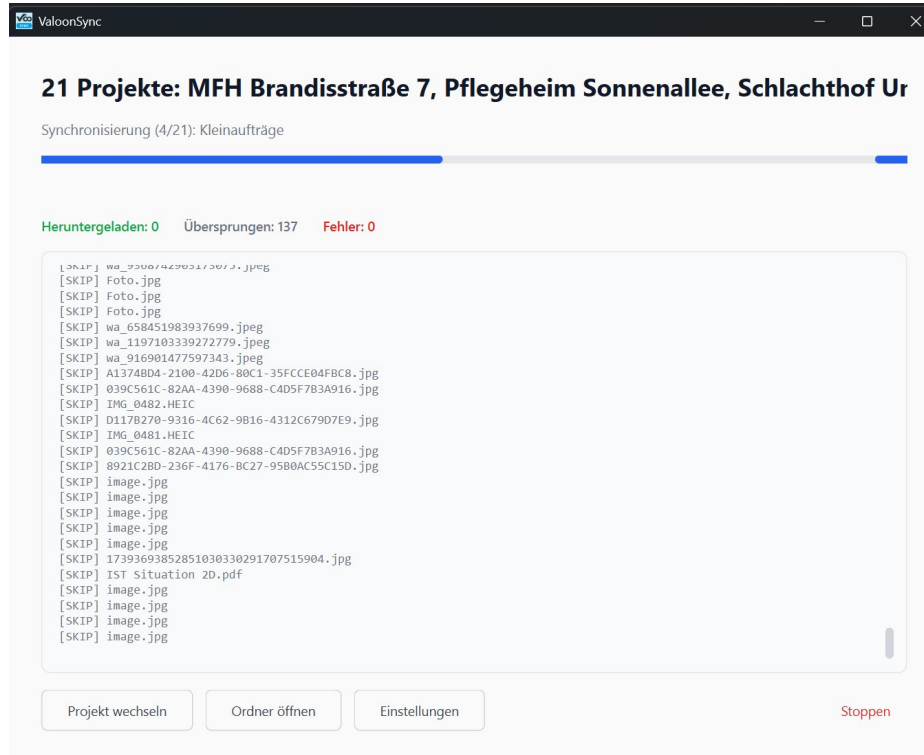 ValoonSync
21 Projekte: MFH Brandisstraße 7, Pflegeheim Sonnenallee, Schlachthof
Synchronisierung (4/21): Kleinaufträge
Heruntergeladen: 0 Übersprungen: 137 Fehler: 0
[SKIP] wa_9368742903173075.jpeg
[SKIP] Foto.jpg
[SKIP] Foto.jpg
[SKIP] Foto.jpg
[SKIP] wa_658451983937699.jpeg
[SKIP] wa_1197103339272779.jpeg
[SKIP] wa_916901477597343.jpeg
[SKIP] A1374BD4-2100-42D6-80C1-35FCCE04FBC8.jpg
[SKIP] 039C561C-82AA-4390-9688-C4D5F7B3A916.jpg
[SKIP] IMG_0482.HEIC
[SKIP] D117B270-9316-4C62-9B16-4312C679D7E9.jpg
[SKIP] IMG_0481.HEIC
[SKIP] 039C561C-82AA-4390-9688-C4D5F7B3A916.jpg
[SKIP] 8921C2BD-236F-4176-BC27-95B0AC55C15D.jpg
[SKIP] image.jpg
[SKIP] image.jpg
[SKIP] image.jpg
[SKIP] image.jpg
[SKIP] image.jpg
[SKIP] 17393693852851030330291707515904.jpg
[SKIP] IST Situation 2D.pdf
[SKIP] image.jpg
[SKIP] image.jpg
[SKIP] image.jpg
[SKIP] image.jpg
Projekt wechseln Ordner öffnen Einstellungen Stoppen